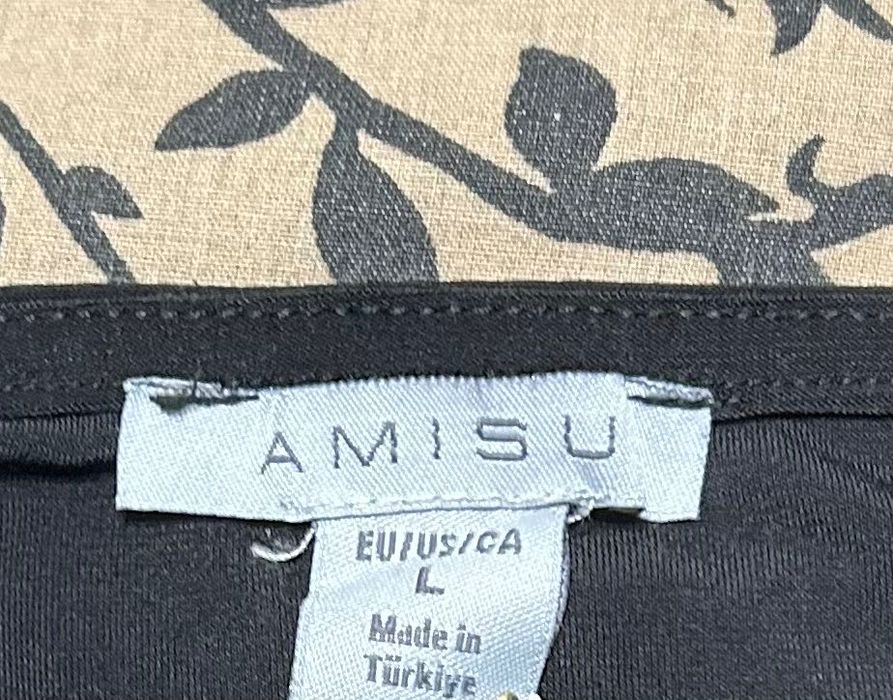 AMISU
EU/US/CA
L
Made in
Türkiye